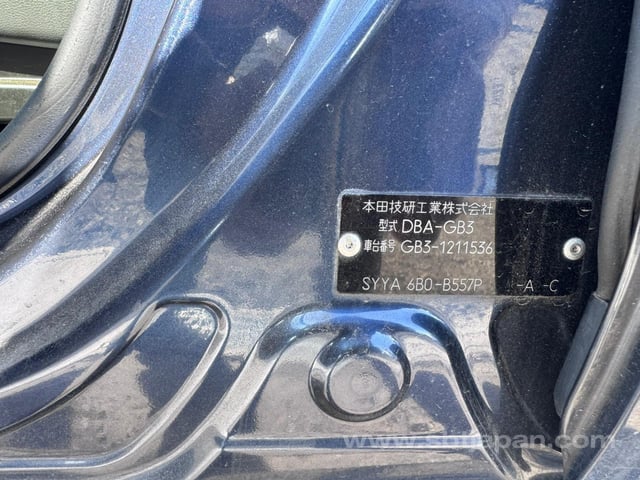 本田技研工業株式会社
型式 DBA-GB3
車台番号 GB3-1211536
SYYA 6B0-B557P -A -C
www.sbtjapan.com